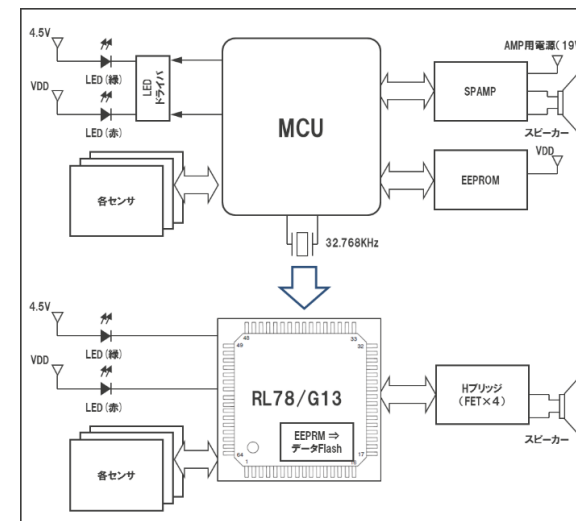 4.5V
LED (緑)
VDD
LED (赤)
LED
ドライバ
MCU
AMP用電源(19V
SPAMP
スピーカー
VDD
EEPROM
各センサ
32.768KHz
4.5V
LED (緑)
VDD
LED (赤)
48
33
49
32
RL78/G13
EEPRM ⇒
データFlash
64
1
16
17
Hブリッジ
(FET×4)
スピーカー
各センサ